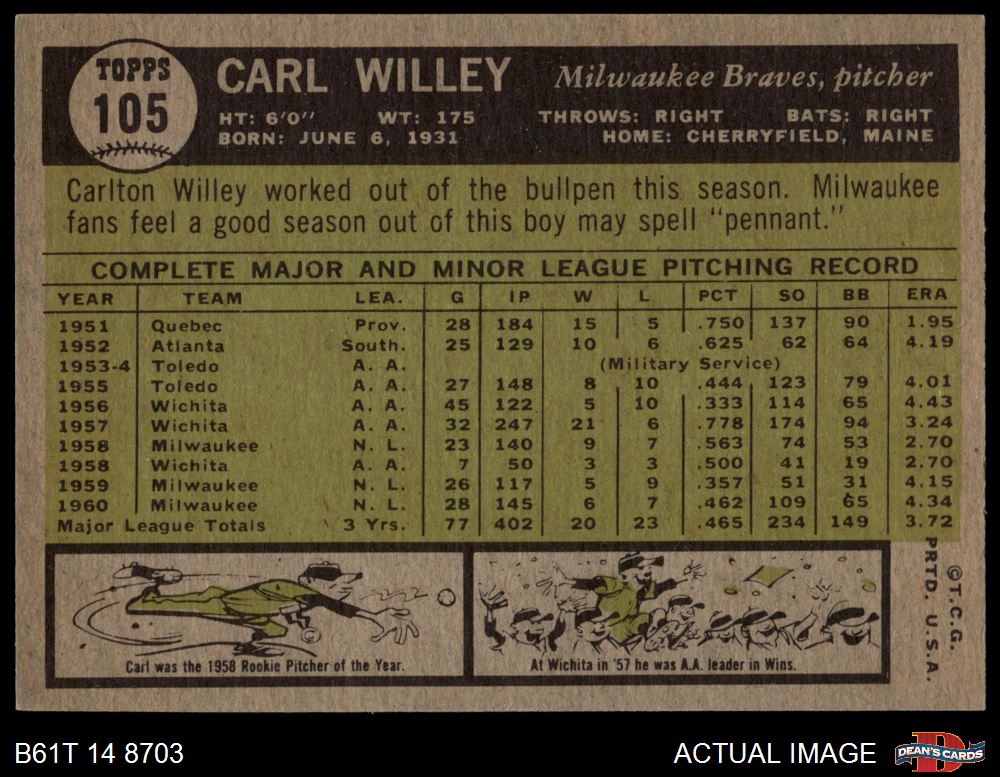 TOPPS
105
CARL WILLEY
Milwaukee Braves, pitcher
HT: 6'0" WT: 175 THROWS: RIGHT BATS: RIGHT
BORN: JUNE 6, 1931 HOME: CHERRYFIELD, MAINE
Carlton Willey worked out of the bullpen this season. Milwaukee
fans feel a good season out of this boy may spell "pennant."
COMPLETE MAJOR AND MINOR LEAGUE PITCHING RECORD
YEAR TEAM LEA. G IP W L PCT SO BB ERA
1951 Quebec Prov. 28 184 15 5 .750 137 90 1.95
1952 Atlanta South. 25 129 10 6 .625 62 64 4.19
1953-4 Toledo A. A. (Military Service)
1955 Toledo A. A. 27 148 8 10 .444 123 79 4.01
1956 Wichita A. A. 45 122 5 10 .333 114 65 4.43
1957 Wichita A. A. 32 247 21 6 .778 174 94 3.24
1958 Milwaukee N. L. 23 140 9 7 .563 74 53 2.70
1958 Wichita A. A. 7 50 3 3 .500 41 19 2.70
1959 Milwaukee N. L. 26 117 5 9 .357 51 31 4.15
1960 Milwaukee N. L. 28 145 6 7 .462 109 65 4.34
Major League Totals 3 Yrs. 77 402 20 23 .465 234 149 3.72
Carl was the 1958 Rookie Pitcher of the Year.
At Wichita in '57 he was A.A. leader in Wins.
©T.C.G.
PRTD. U.S.A.
B61T 14 8703
ACTUAL IMAGE
DEAN'S CARDS